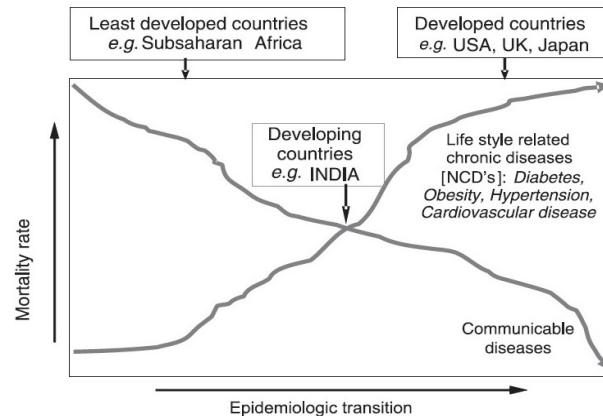 Least developed countries
e.g. Subsaharan Africa
Developed countries
e.g. USA, UK, Japan
Developing
countries
e.g. INDIA
Life style related
chronic diseases
[NCD's]: Diabetes,
Obesity, Hypertension,
Cardiovascular disease
Mortality rate
Communicable
diseases
Epidemiologic transition